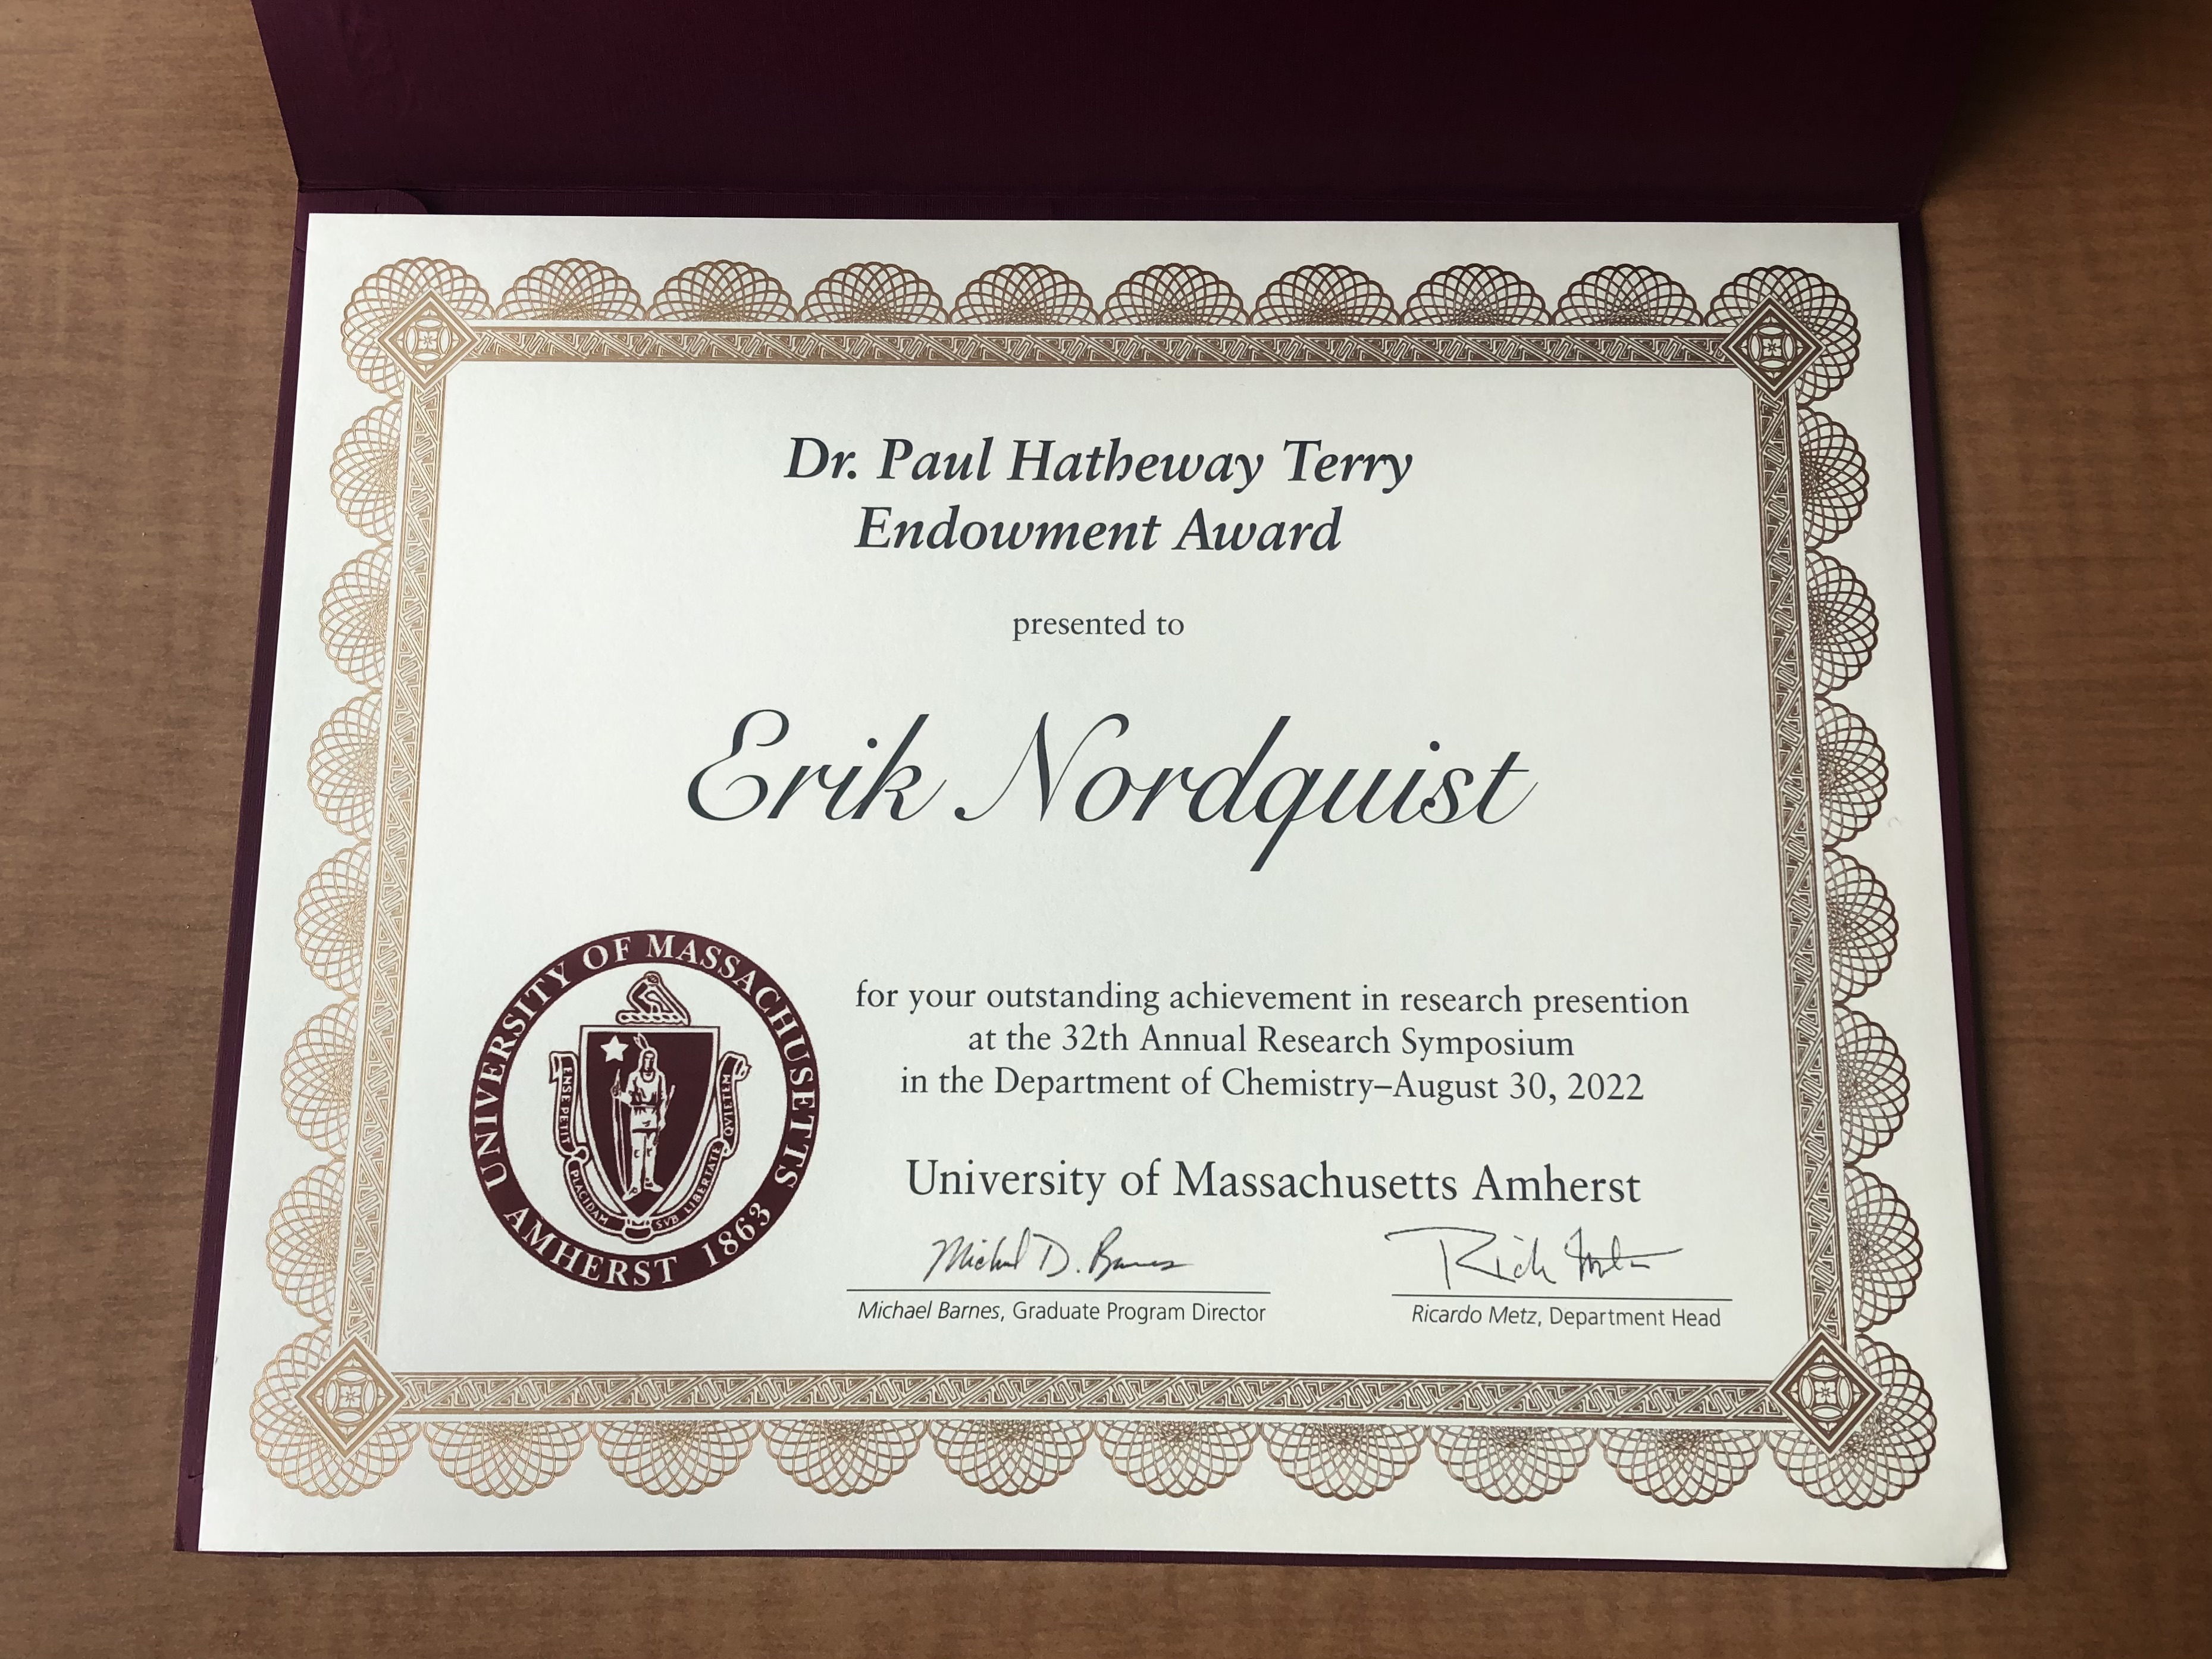 Dr. Paul Hatheway Terry
Endowment Award
presented to
Erik Nordquist
for your outstanding achievement in research presention
at the 32th Annual Research Symposium
in the Department of Chemistry–August 30, 2022
University of Massachusetts Amherst
Michael D. Barnes
Michael Barnes, Graduate Program Director
Rich Metz
Ricardo Metz, Department Head
UNIVERSITY OF MASSACHUSETTS
AMHERST 1863
ENSE PETIT
PLACIDAM
SVB LIBERTATE
QVIETEM